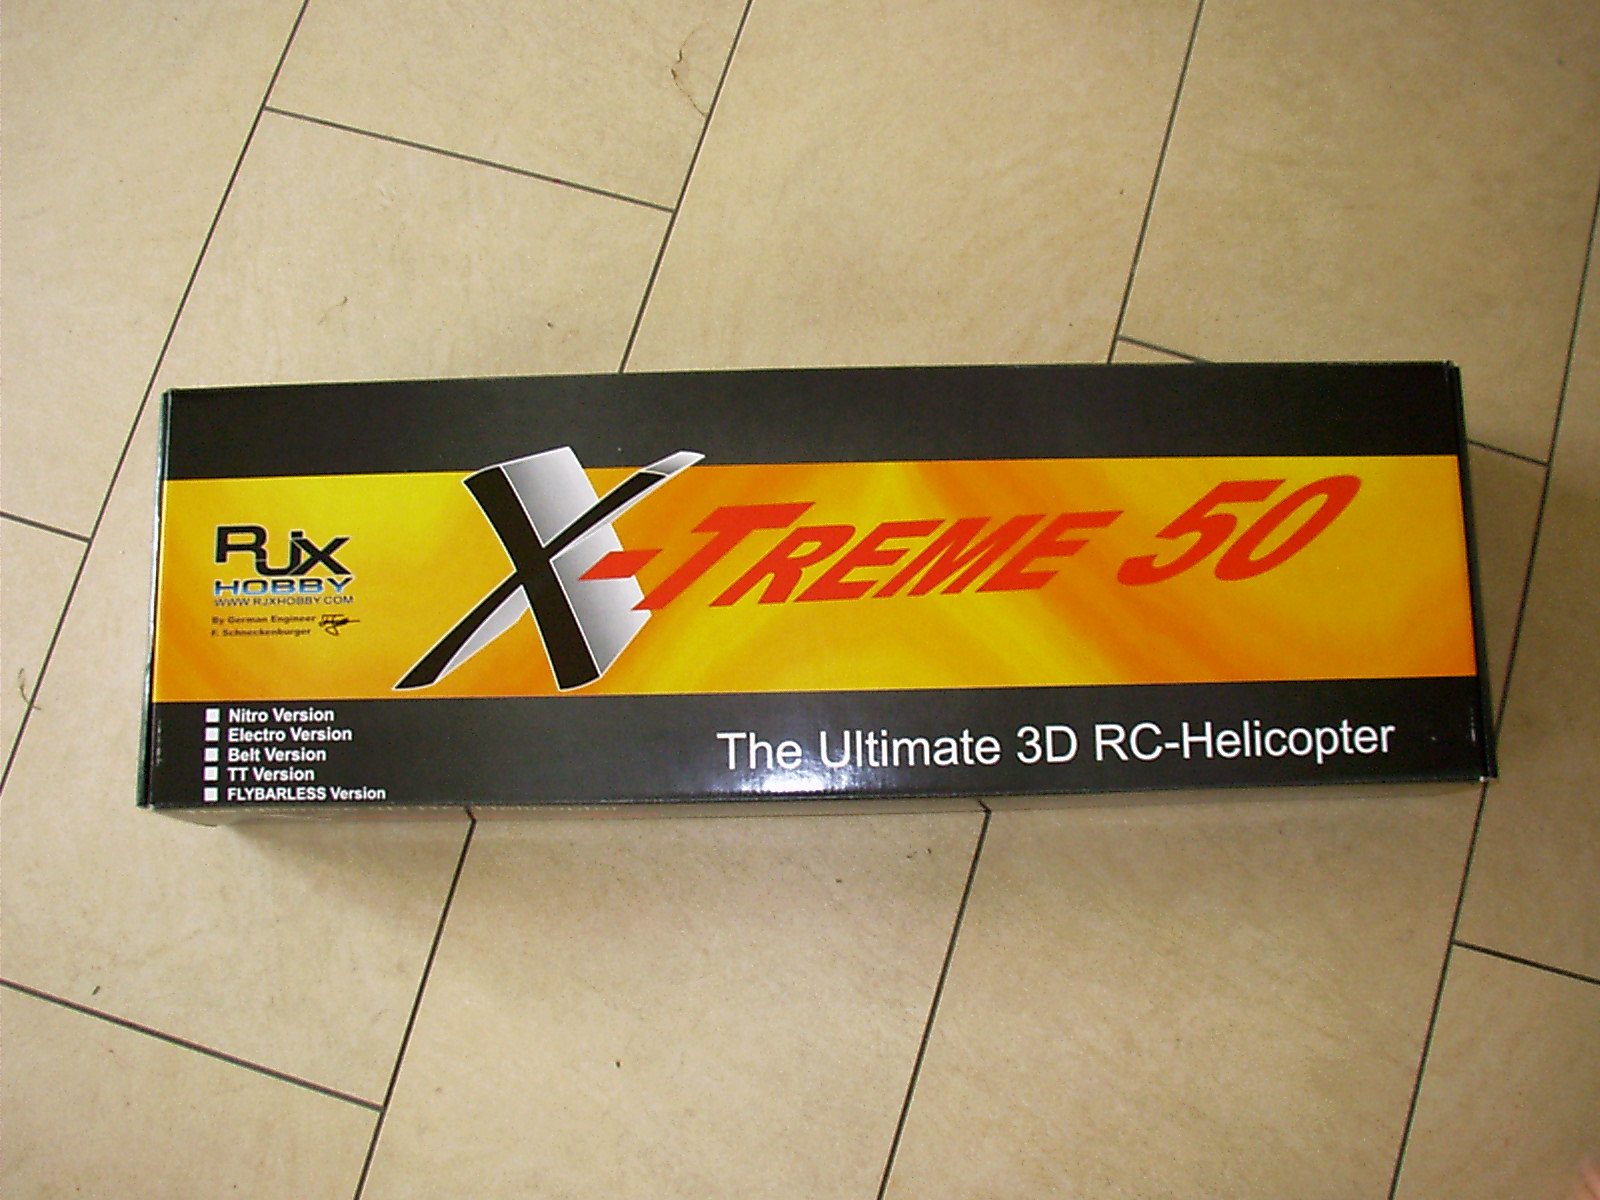 RJX
HOBBY
WWW.RJXHOBBY.COM
By German Engineer
F. Schneckenburger
X-TREME 50
Nitro Version
Electro Version
Belt Version
TT Version
FLYBARLESS Version
The Ultimate 3D RC-Helicopter